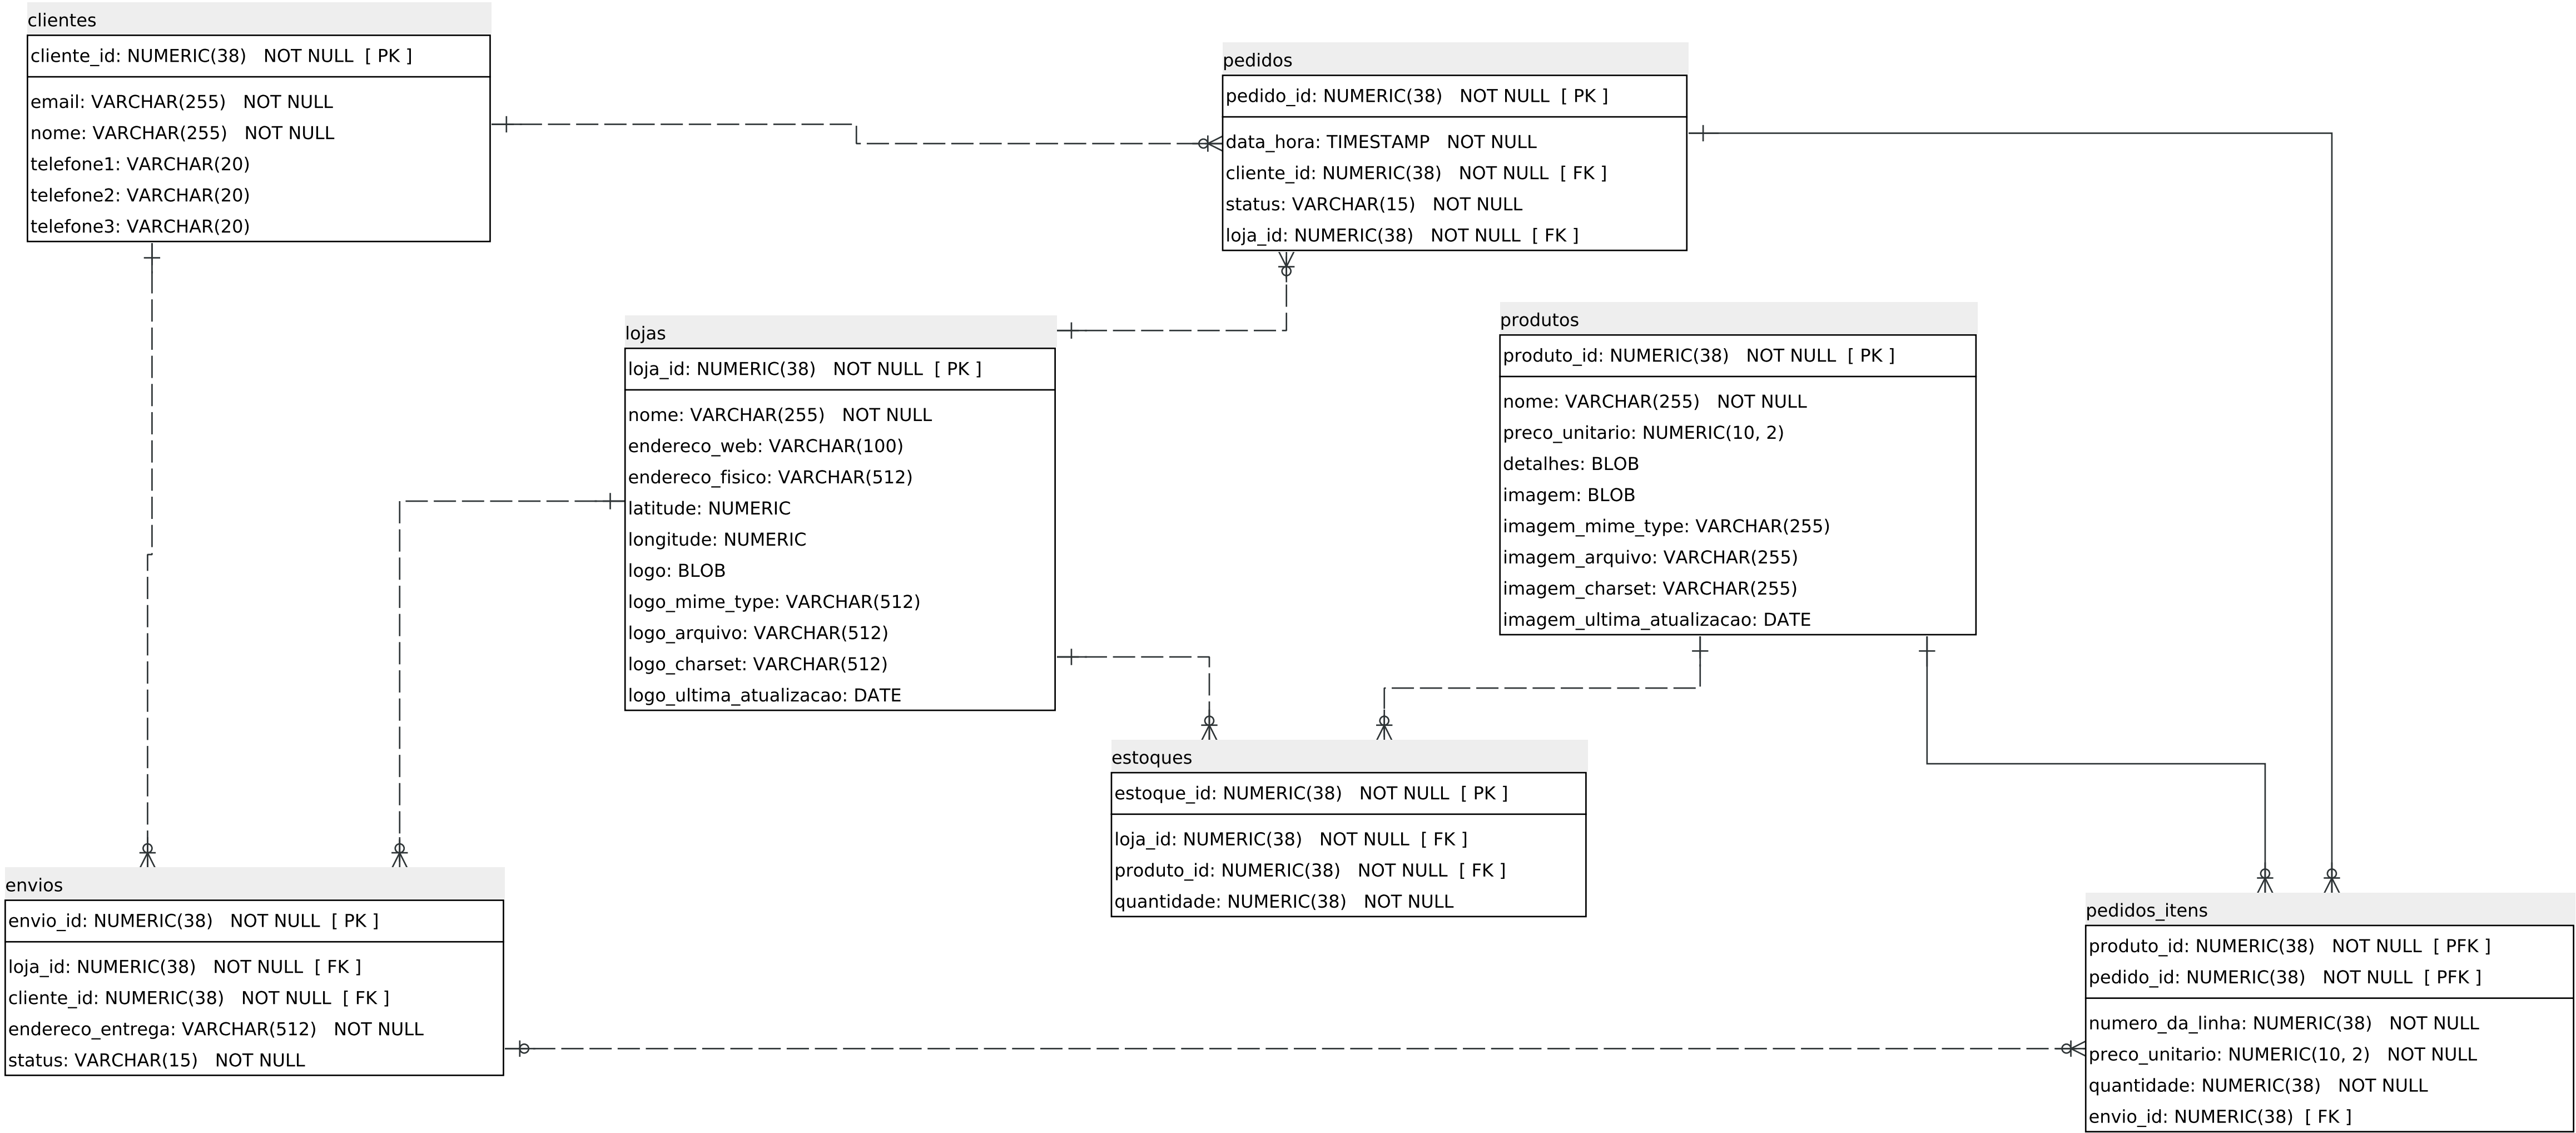 clientes
cliente_id: NUMERIC(38) NOT NULL [ PK ]
email: VARCHAR(255) NOT NULL
nome: VARCHAR(255) NOT NULL
telefone1: VARCHAR(20)
telefone2: VARCHAR(20)
telefone3: VARCHAR(20)
pedidos
pedido_id: NUMERIC(38) NOT NULL [ PK ]
data_hora: TIMESTAMP NOT NULL
cliente_id: NUMERIC(38) NOT NULL [ FK ]
status: VARCHAR(15) NOT NULL
loja_id: NUMERIC(38) NOT NULL [ FK ]
lojas
loja_id: NUMERIC(38) NOT NULL [ PK ]
nome: VARCHAR(255) NOT NULL
endereco_web: VARCHAR(100)
endereco_fisico: VARCHAR(512)
latitude: NUMERIC
longitude: NUMERIC
logo: BLOB
logo_mime_type: VARCHAR(512)
logo_arquivo: VARCHAR(512)
logo_charset: VARCHAR(512)
logo_ultima_atualizacao: DATE
produtos
produto_id: NUMERIC(38) NOT NULL [ PK ]
nome: VARCHAR(255) NOT NULL
preco_unitario: NUMERIC(10, 2)
detalhes: BLOB
imagem: BLOB
imagem_mime_type: VARCHAR(255)
imagem_arquivo: VARCHAR(255)
imagem_charset: VARCHAR(255)
imagem_ultima_atualizacao: DATE
estoques
estoque_id: NUMERIC(38) NOT NULL [ PK ]
loja_id: NUMERIC(38) NOT NULL [ FK ]
produto_id: NUMERIC(38) NOT NULL [ FK ]
quantidade: NUMERIC(38) NOT NULL
envios
envio_id: NUMERIC(38) NOT NULL [ PK ]
loja_id: NUMERIC(38) NOT NULL [ FK ]
cliente_id: NUMERIC(38) NOT NULL [ FK ]
endereco_entrega: VARCHAR(512) NOT NULL
status: VARCHAR(15) NOT NULL
pedidos_itens
produto_id: NUMERIC(38) NOT NULL [ PFK ]
pedido_id: NUMERIC(38) NOT NULL [ PFK ]
numero_da_linha: NUMERIC(38) NOT NULL
preco_unitario: NUMERIC(10, 2) NOT NULL
quantidade: NUMERIC(38) NOT NULL
envio_id: NUMERIC(38) [ FK ]